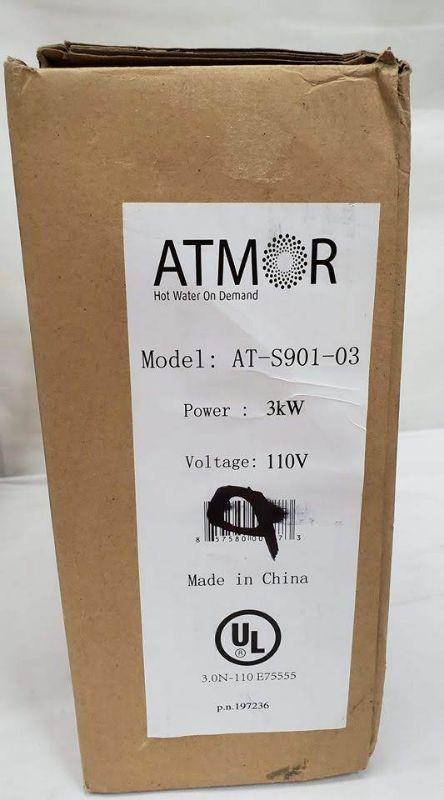 ATMOR
Hot Water On Demand
Model: AT-S901-03
Power : 3kW
Voltage: 110V
Made in China
UL
®
3.0N-110 E75555
p.n.197236